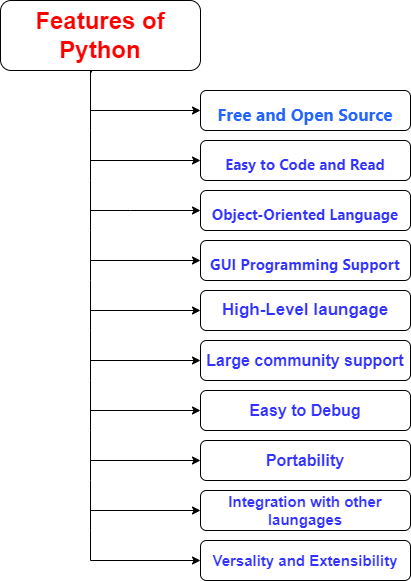 Features of
Python
Free and Open Source
Easy to Code and Read
Object-Oriented Language
GUI Programming Support
High-Level laungage
Large community support
Easy to Debug
Portability
Integration with other
laungages
Versality and Extensibility